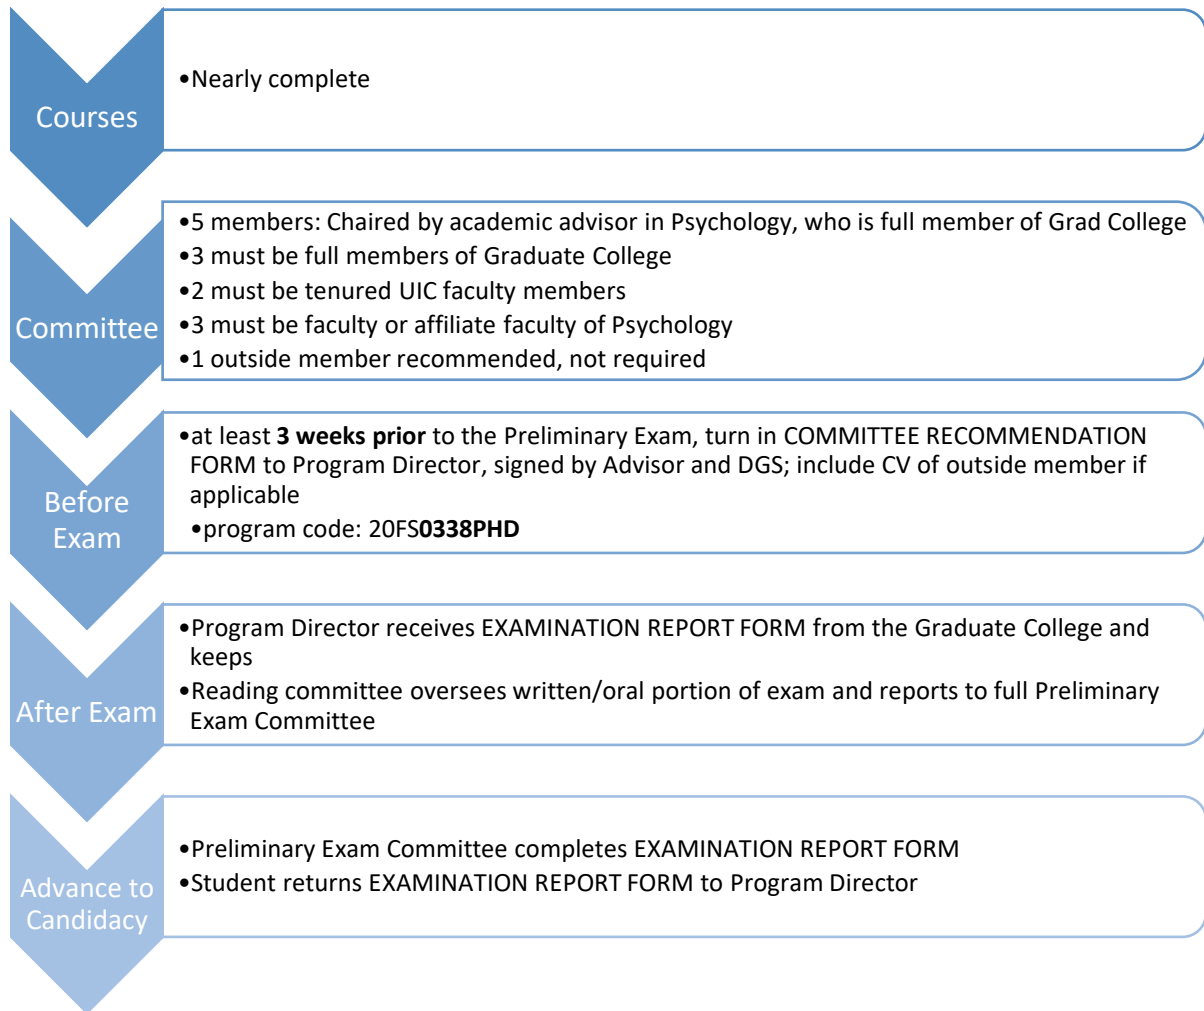 Courses
•Nearly complete
Committee
•5 members: Chaired by academic advisor in Psychology, who is full member of Grad College
•3 must be full members of Graduate College
•2 must be tenured UIC faculty members
•3 must be faculty or affiliate faculty of Psychology
•1 outside member recommended, not required
Before
Exam
•at least 3 weeks prior to the Preliminary Exam, turn in COMMITTEE RECOMMENDATION
FORM to Program Director, signed by Advisor and DGS; include CV of outside member if
applicable
•program code: 20FS0338PHD
After Exam
•Program Director receives EXAMINATION REPORT FORM from the Graduate College and
keeps
•Reading committee oversees written/oral portion of exam and reports to full Preliminary
Exam Committee
Advance to
Candidacy
•Preliminary Exam Committee completes EXAMINATION REPORT FORM
•Student returns EXAMINATION REPORT FORM to Program Director